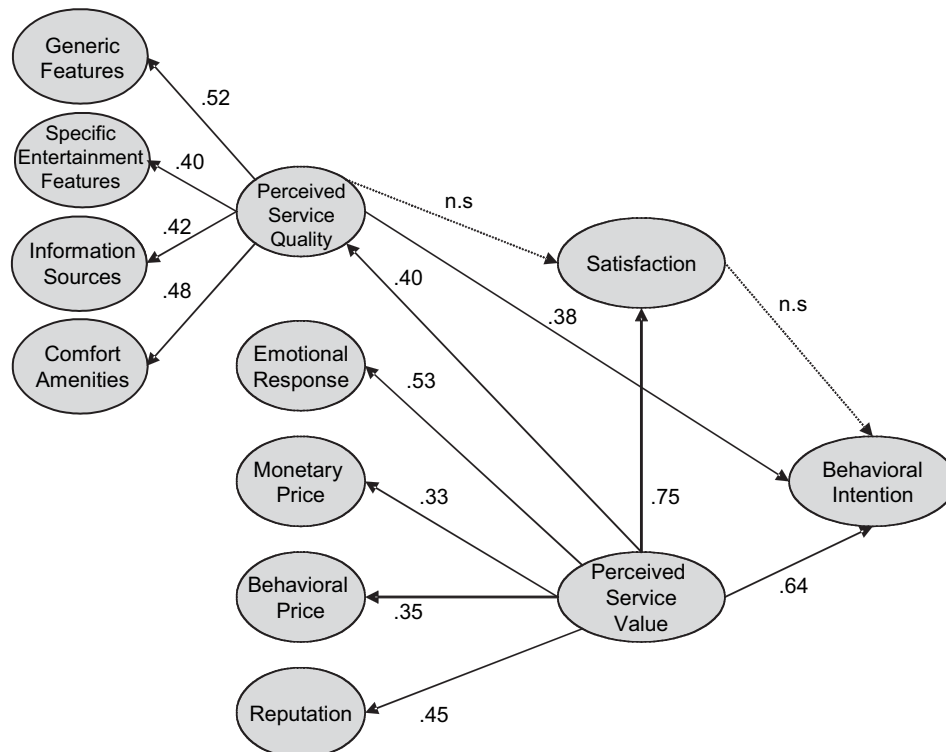 Generic
Features
.52
Specific
Entertainment
Features
.40
Perceived
Service
Quality
n.s
.42
Information
Sources
.40
Satisfaction
.48
n.s
.38
Comfort
Amenities
Emotional
Response
.53
Monetary
Price
.33
.75
Behavioral
Intention
Behavioral
Price
.35
Perceived
Service
Value
.64
Reputation
.45